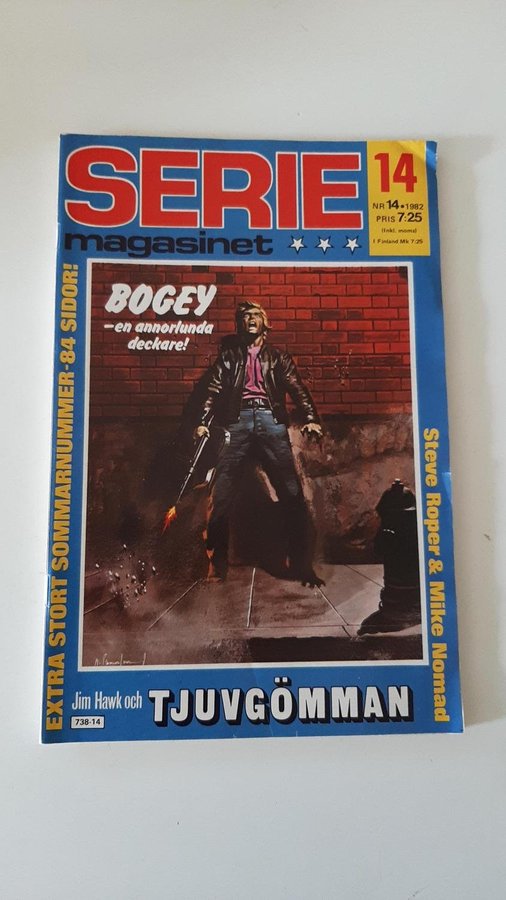 SERIE
magasinet
14
NR 14 • 1982
PRIS 7:25
(Inkl. moms)
I Finland Mk 7:25
EXTRA STORT SOMMARNUMMER-84 SIDOR!
BOGEY
–en annorlunda
deckare!
Steve Roper & Mike Nomad
Jim Hawk och TJUVGÖMMAN
738-14